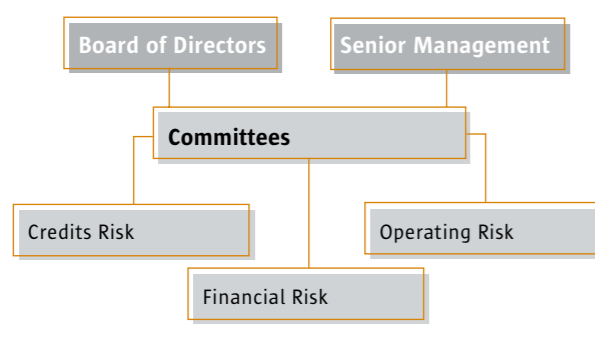 Board of Directors
Senior Management
Committees
Credits Risk
Operating Risk
Financial Risk